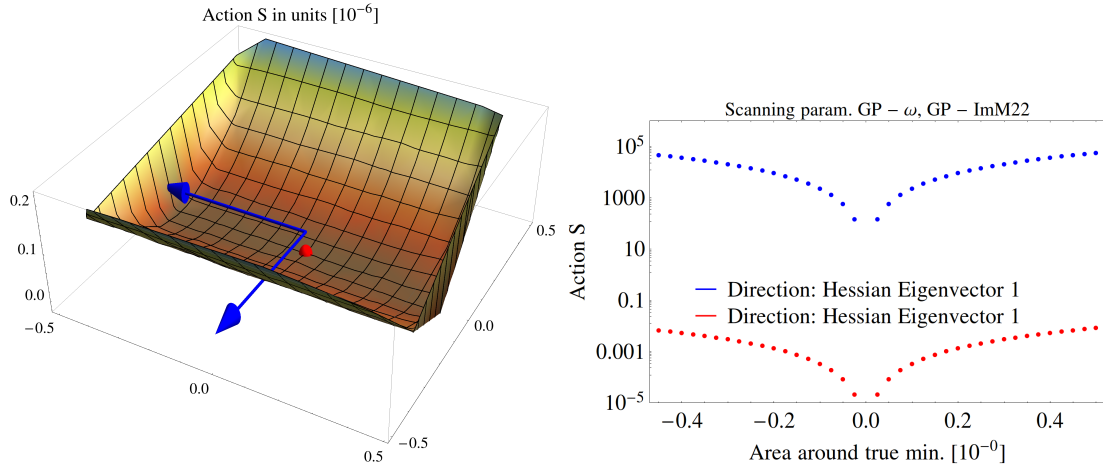 Action S in units [10^-6]
0.2
0.1
0.0
−0.5
0.0
0.5
−0.5
0.0
0.5
Scanning param. GP − ω, GP − ImM22
Action S
10^5
1000
10
0.1
0.001
10^-5
Direction: Hessian Eigenvector 1
Direction: Hessian Eigenvector 1
−0.4 −0.2 0.0 0.2 0.4
Area around true min. [10^-0]